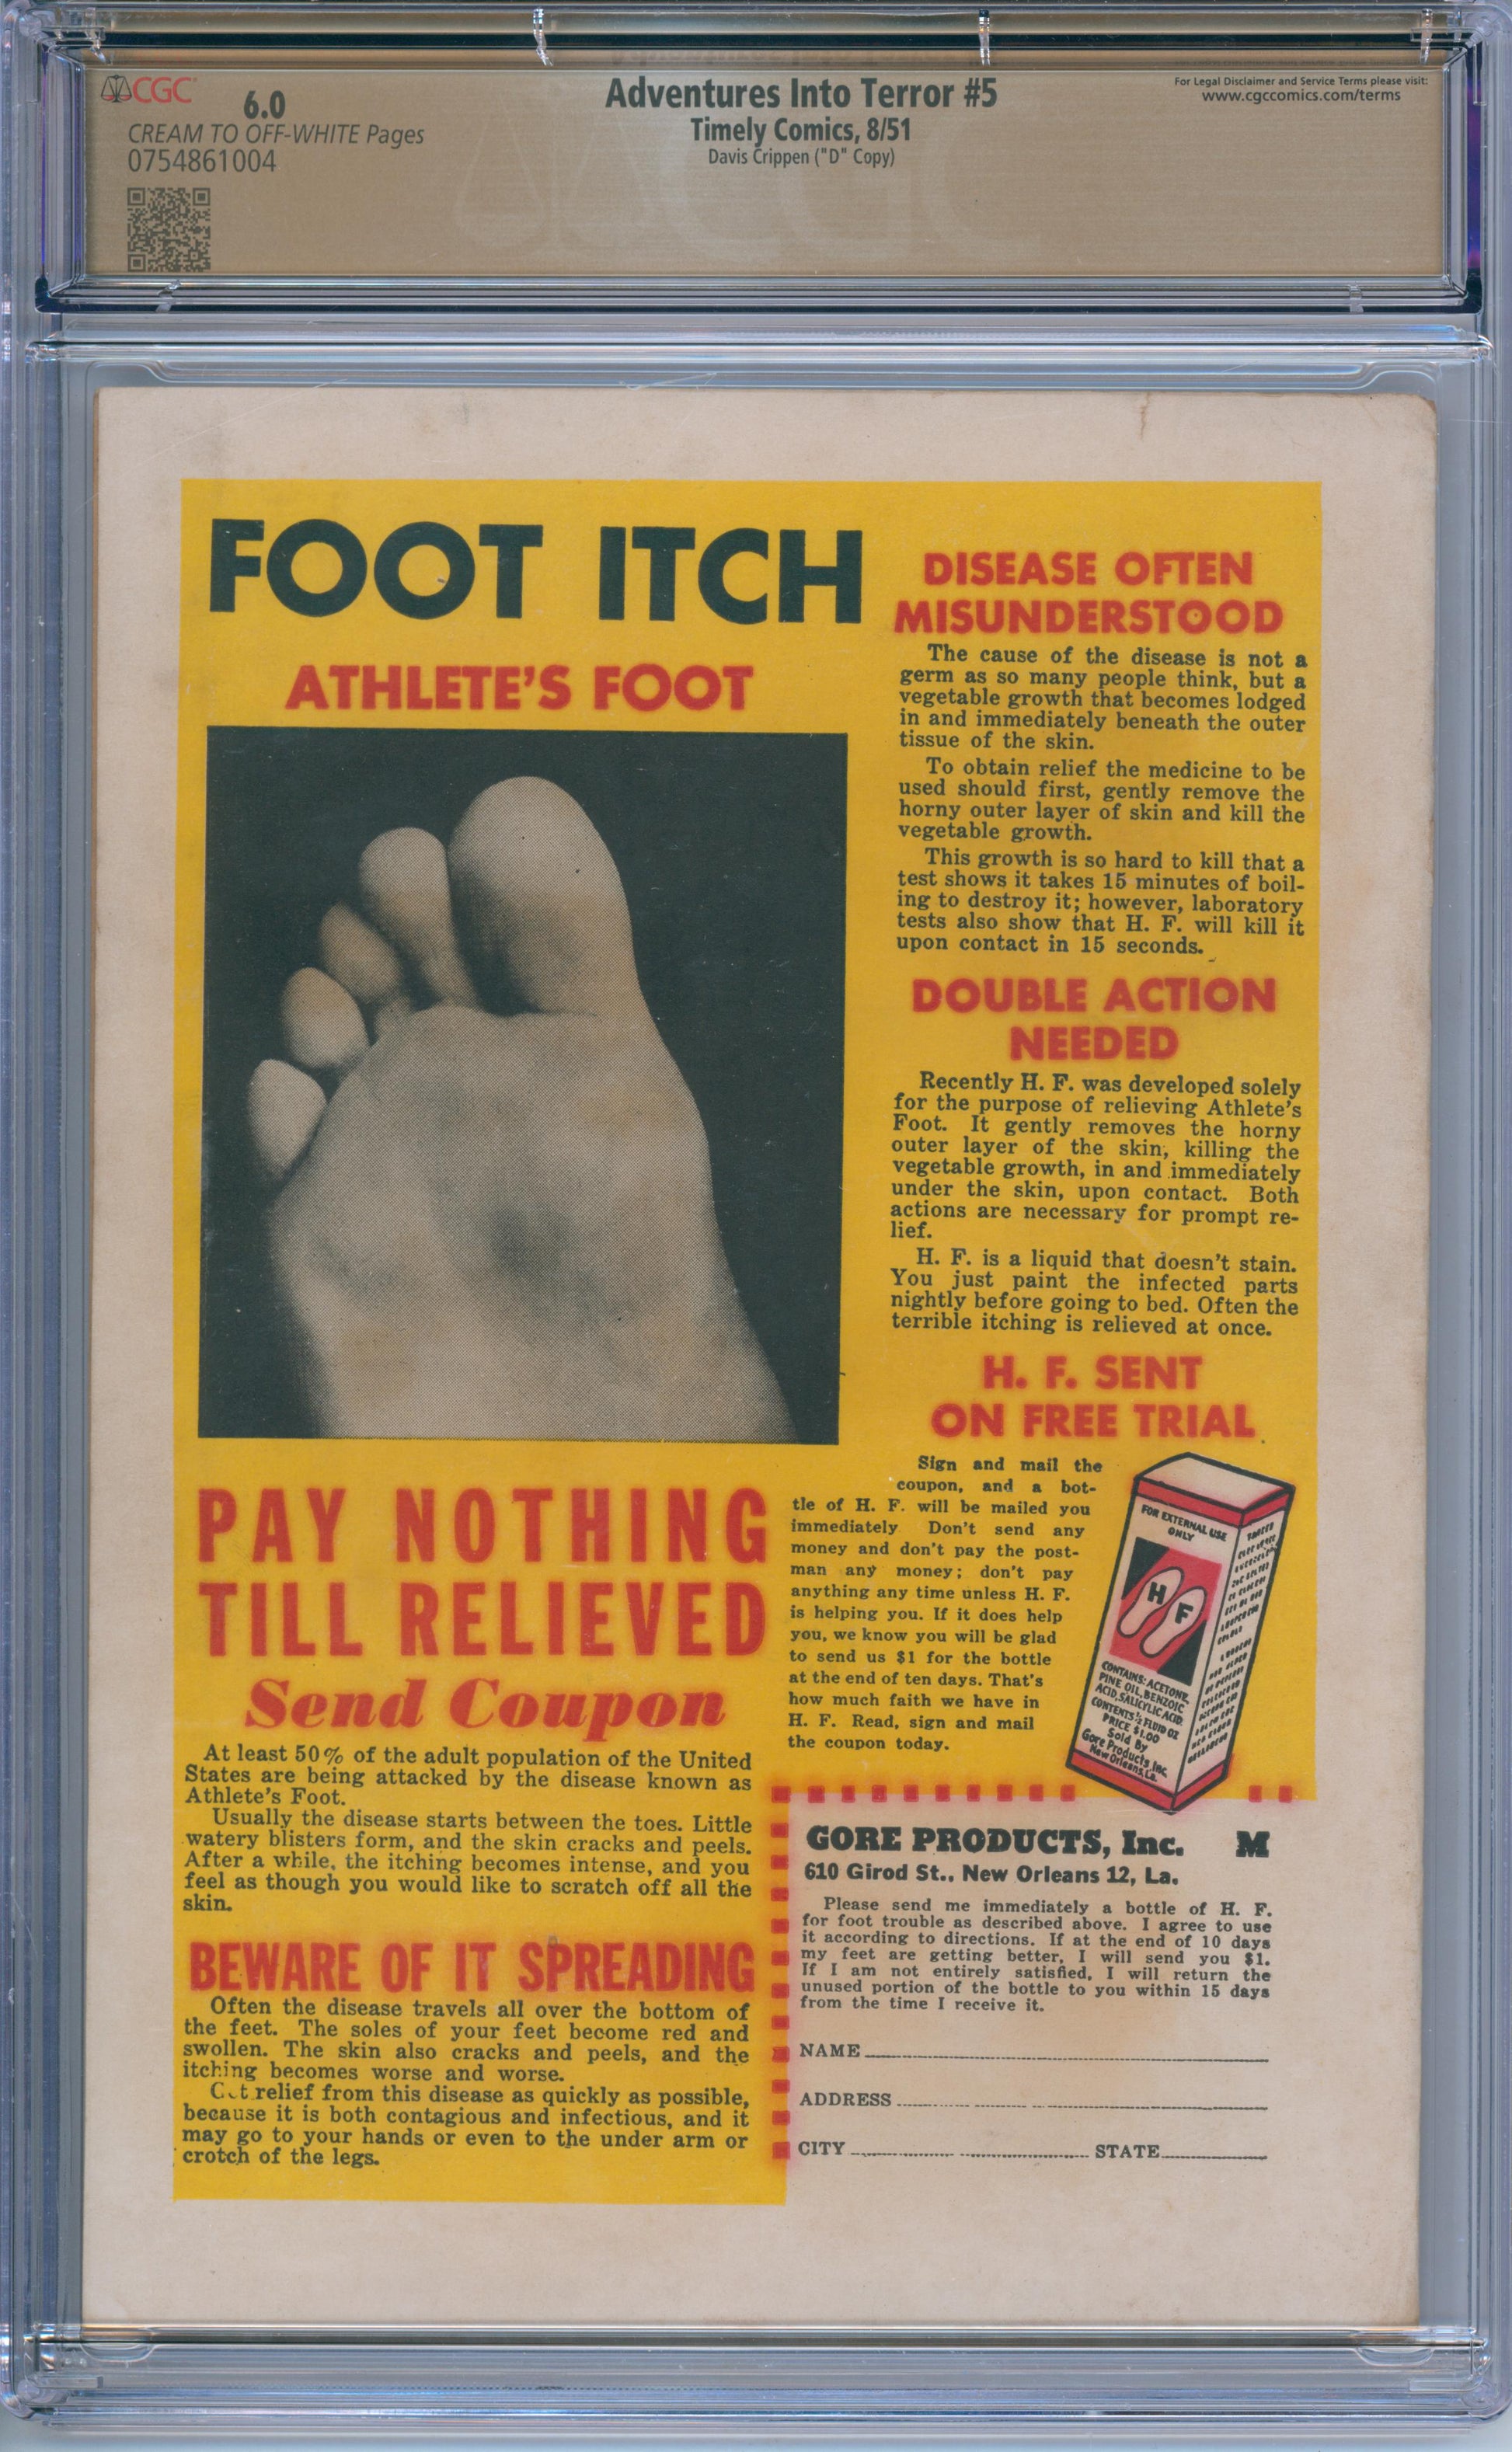 CGC
6.0
CREAM TO OFF-WHITE Pages
0754861004
Adventures Into Terror #5
Timely Comics, 8/51
Davis Crippen ("D" Copy)
For Legal Disclaimer and Service Terms please visit:
www.cgccomics.com/terms
FOOT ITCH
ATHLETE'S FOOT
PAY NOTHING
TILL RELIEVED
Send Coupon
At least 50% of the adult population of the United
States are being attacked by the disease known as
Athlete's Foot.
Usually the disease starts between the toes. Little
watery blisters form, and the skin cracks and peels.
After a while, the itching becomes intense, and you
feel as though you would like to scratch off all the
skin.
BEWARE OF IT SPREADING
Often the disease travels all over the bottom of
the feet. The soles of your feet become red and
swollen. The skin also cracks and peels, and the
itching becomes worse and worse.
Get relief from this disease as quickly as possible,
because it is both contagious and infectious, and it
may go to your hands or even to the under arm or
crotch of the legs.
DISEASE OFTEN
MISUNDERSTOOD
The cause of the disease is not a
germ as so many people think, but a
vegetable growth that becomes lodged
in and immediately beneath the outer
tissue of the skin.
To obtain relief the medicine to be
used should first, gently remove the
horny outer layer of skin and kill the
vegetable growth.
This growth is so hard to kill that a
test shows it takes 15 minutes of boil-
ing to destroy it; however, laboratory
tests also show that H. F. will kill it
upon contact in 15 seconds.
DOUBLE ACTION
NEEDED
Recently H. F. was developed solely
for the purpose of relieving Athlete's
Foot. It gently removes the horny
outer layer of the skin, killing the
vegetable growth, in and immediately
under the skin, upon contact. Both
actions are necessary for prompt re-
lief.
H. F. is a liquid that doesn't stain.
You just paint the infected parts
nightly before going to bed. Often the
terrible itching is relieved at once.
H. F. SENT
ON FREE TRIAL
Sign and mail the
coupon, and a bot-
tle of H. F. will be mailed you
immediately Don't send any
money and don't pay the post-
man any money; don't pay
anything any time unless H. F.
is helping you. If it does help
you, we know you will be glad
to send us $1 for the bottle
at the end of ten days. That's
how much faith we have in
H. F. Read, sign and mail
the coupon today.
FOR EXTERNAL USE
ONLY
H F
CONTAINS: ACETONE,
PINE OIL, BENZOIC
ACID, SALICYLIC ACID.
CONTENTS ½ FLUID OZ
PRICE $1.00
Sold By
Gore Products, Inc.
New Orleans, La.
GORE PRODUCTS, Inc. M
610 Girod St., New Orleans 12, La.
Please send me immediately a bottle of H. F.
for foot trouble as described above. I agree to use
it according to directions. If at the end of 10 days
my feet are getting better, I will send you $1.
If I am not entirely satisfied, I will return the
unused portion of the bottle to you within 15 days
from the time I receive it.
NAME
ADDRESS
CITY STATE